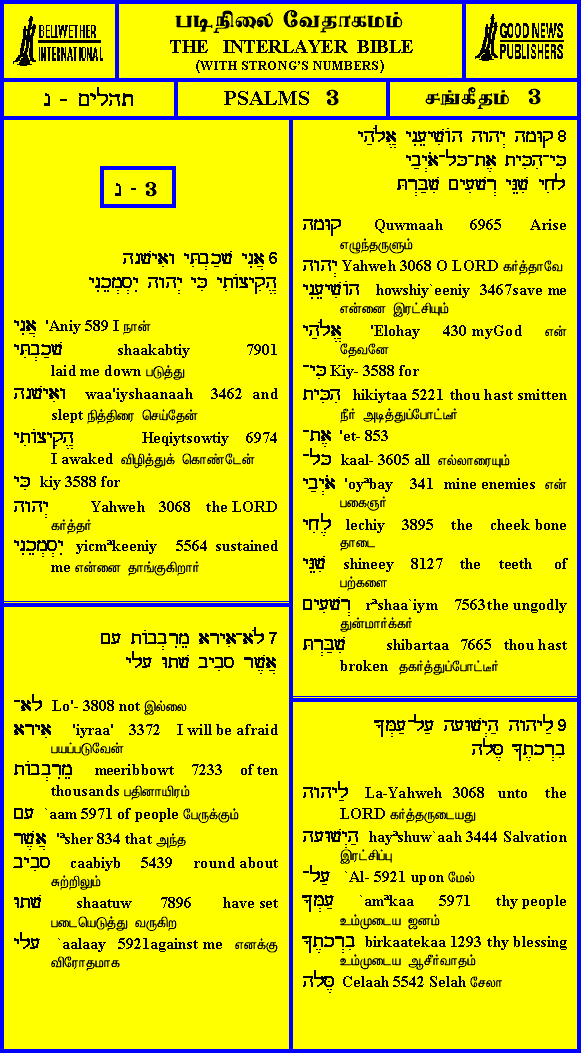 BELLWETHER
INTERNATIONAL
படிநிலை வேதாகமம்
THE INTERLAYER BIBLE
(WITH STRONG'S NUMBERS)
GOOD NEWS
PUBLISHERS
תהלים - נ
PSALMS 3
சங்கீதம் 3
נ - 3
6 אֲנִי שָׁכַבְתִּי וָאִישָׁנָה
הֱקִיצוֹתִי כִּי יְהוָה יִסְמְכֵנִי
אֲנִי 'Aniy 589 I நான்
שָׁכַבְתִּי shaakabtiy 7901
laid me down படுத்து
וָאִישָׁנָה waa'iyshaanaah 3462 and
slept நித்திரை செய்தேன்
הֱקִיצוֹתִי Heqiytsowtiy 6974
I awaked விழித்துக் கொண்டேன்
כִּי kiy 3588 for
יְהוָה Yahweh 3068 the LORD
கர்த்தர்
יִסְמְכֵנִי yicmªkeeniy 5564 sustained
me என்னை தாங்குகிறார்
7 לֹא־אִירָא מֵרִבְבוֹת עָם
אֲשֶׁר סָבִיב שָׁתוּ עָלָי
לֹא־ Lo'- 3808 not இல்லை
אִירָא 'iyraa' 3372 I will be afraid
பயப்படுவேன்
מֵרִבְבוֹת meeribbowt 7233 of ten
thousands பதினாயிரம்
עָם `aam 5971 of people பேருக்கும்
אֲשֶׁר 'ªsher 834 that அந்த
סָבִיב caabiyb 5439 round about
சுற்றிலும்
שָׁתוּ shaatuw 7896 have set
படையெடுத்து வருகிற
עָלָי `aalaay 5921against me எனக்கு
விரோதமாக
8 קוּמָה יְהוָה הוֹשִׁיעֵנִי אֱלֹהַי
כִּי־הִכִּיתָ אֶת־כָּל־אֹיְבַי
לֶחִי שִׁנֵּי רְשָׁעִים שִׁבַּרְתָּ
קוּמָה Quwmaah 6965 Arise
எழுந்தருளும்
יְהוָה Yahweh 3068 O LORD கர்த்தாவே
הוֹשִׁיעֵנִי howshiy`eeniy 3467save me
என்னை இரட்சியும்
אֱלֹהַי 'Elohay 430 myGod என்
தேவனே
כִּי־ Kiy- 3588 for
הִכִּיתָ hikiytaa 5221 thou hast smitten
நீர் அடித்துப்போட்டீர்
אֶת־ 'et- 853
כָּל־ kaal- 3605 all எல்லாரையும்
אֹיְבַי 'oyªbay 341 mine enemies என்
பகைஞர்
לֶחִי lechiy 3895 the cheek bone
தாடை
שִׁנֵּי shineey 8127 the teeth of
பற்களை
רְשָׁעִים rªshaa`iym 7563the ungodly
துன்மார்க்கர்
שִׁבַּרְתָּ shibartaa 7665 thou hast
broken தகர்த்துப்போட்டீர்
9 לַיהוָה הַיְשׁוּעָה עַל־עַמְּךָ
בִרְכָתֶךָ סֶּלָה
לַיהוָה La-Yahweh 3068 unto the
LORD கர்த்தருடையது
הַיְשׁוּעָה hayªshuw`aah 3444 Salvation
இரட்சிப்பு
עַל־ `Al- 5921 upon மேல்
עַמְּךָ `amªkaa 5971 thy people
உம்முடைய ஜனம்
בִרְכָתֶךָ birkaatekaa 1293 thy blessing
உம்முடைய ஆசீர்வாதம்
סֶּלָה Celaah 5542 Selah சேலா